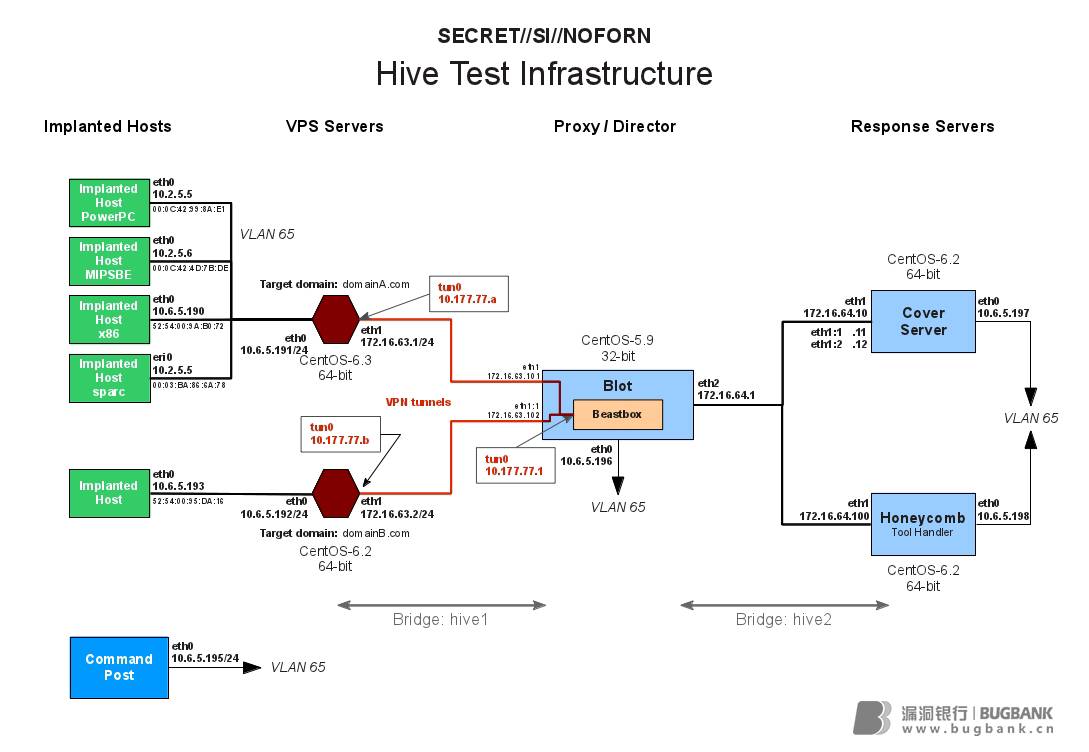 SECRET//SI//NOFORN
Hive Test Infrastructure
Implanted Hosts
VPS Servers
Proxy / Director
Response Servers
Implanted
Host
PowerPC
eth0
10.2.5.5
00:0C:42:99:8A:E1
VLAN 65
Implanted
Host
MIPSBE
eth0
10.2.5.6
00:0C:42:4D:7B:DE
Implanted
Host
x86
eth0
10.6.5.190
52:54:00:9A:B0:72
Implanted
Host
sparc
eri0
10.2.5.5
00:03:BA:86:6A:78
Target domain: domainA.com
tun0
10.177.77.a
eth0
10.6.5.191/24
eth1
172.16.63.1/24
CentOS-6.3
64-bit
VPN tunnels
tun0
10.177.77.b
Implanted
Host
eth0
10.6.5.193
52:54:00:95:DA:16
eth0
10.6.5.192/24
eth1
172.16.63.2/24
Target domain: domainB.com
CentOS-6.2
64-bit
CentOS-5.9
32-bit
eth1
172.16.63.101
eth1:1
172.16.63.102
Blot
Beastbox
eth2
172.16.64.1
tun0
10.177.77.1
eth0
10.6.5.196
VLAN 65
CentOS-6.2
64-bit
eth1
172.16.64.10
eth1:1 .11
eth1:2 .12
Cover
Server
eth0
10.6.5.197
VLAN 65
eth1
172.16.64.100
Honeycomb
Tool Handler
eth0
10.6.5.198
CentOS-6.2
64-bit
Bridge: hive1
Bridge: hive2
Command
Post
eth0
10.6.5.195/24
VLAN 65
漏洞银行 | BUGBANK
www.bugbank.cn